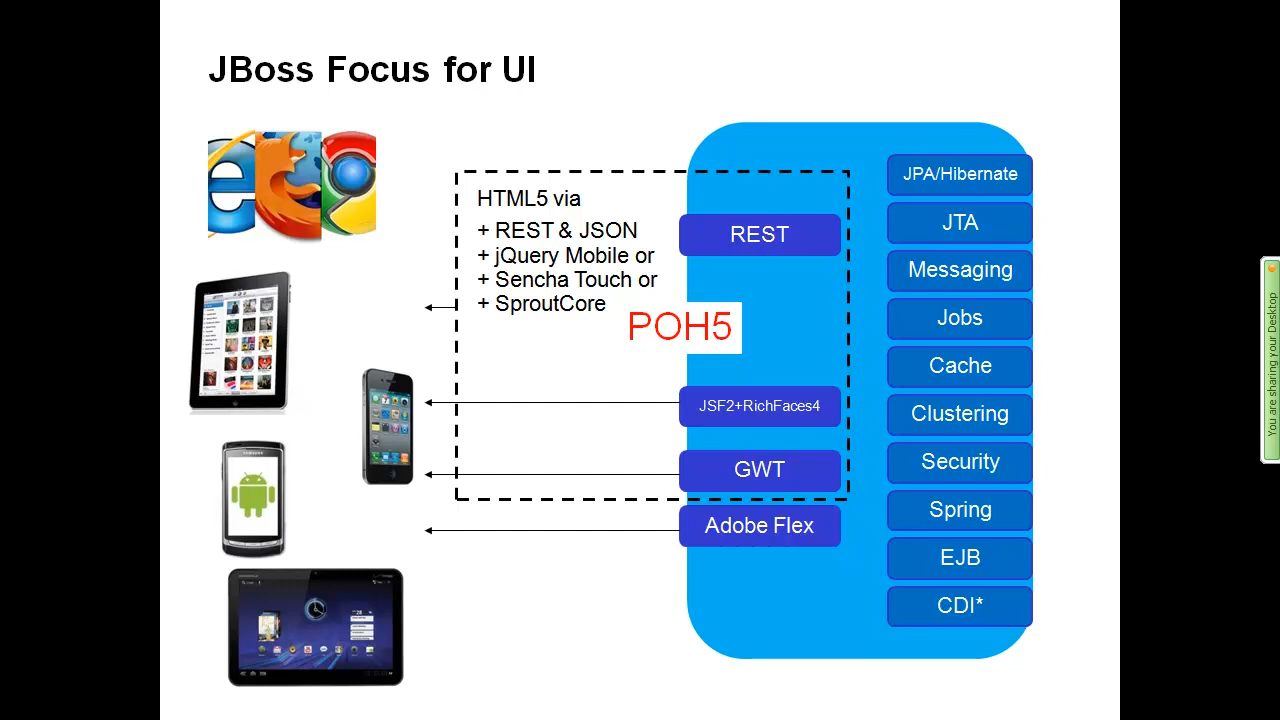 JBoss Focus for UI
HTML5 via
+ REST & JSON
+ jQuery Mobile or
+ Sencha Touch or
+ SproutCore
POH5
REST
JSF2+RichFaces4
GWT
Adobe Flex
JPA/Hibernate
JTA
Messaging
Jobs
Cache
Clustering
Security
Spring
EJB
CDI*
SAMSUNG
You are sharing your Desktop